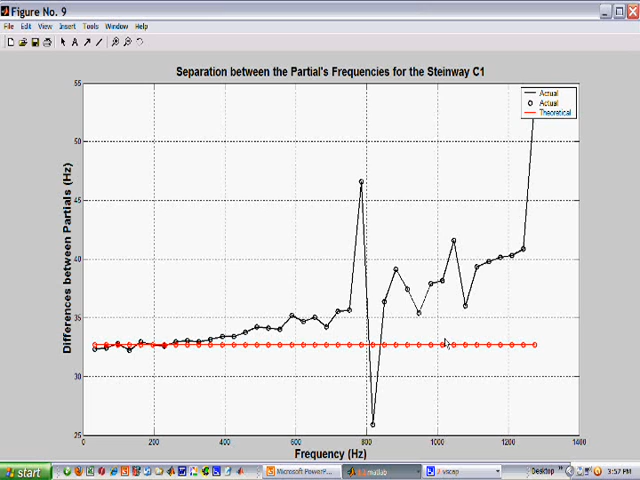 Figure No. 9
File Edit View Insert Tools Window Help
Separation between the Partial's Frequencies for the Steinway C1
Actual
Actual
Theoretical
55
50
45
40
35
30
25
Differences between Partials (Hz)
0 200 400 600 800 1000 1200 1400
Frequency (Hz)
start
Microsoft PowerP...
matlab
2 viscap
Desktop
3:57 PM